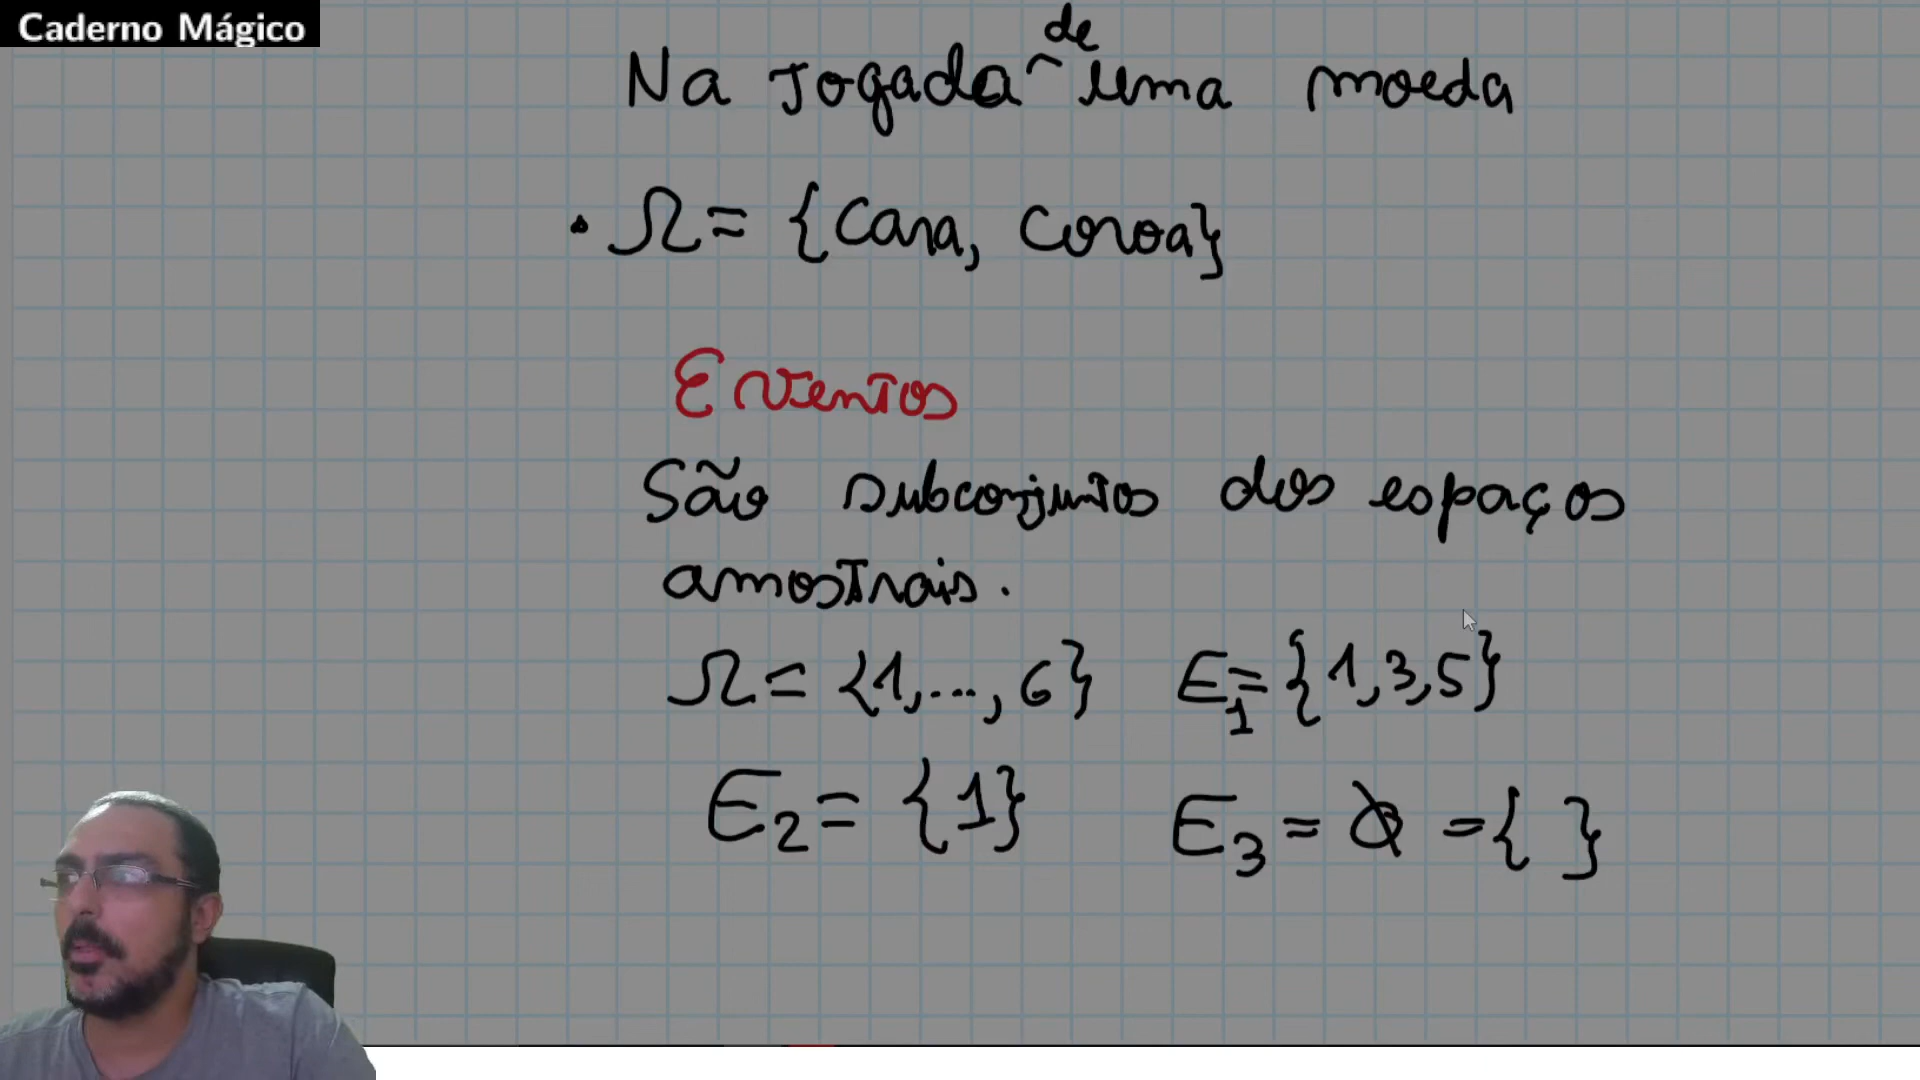 Caderno Mágico
de
Na Jogada ^ uma moeda
• Ω = {Cara, Coroa}
Eventos
São subconjuntos dos espaços
amostrais.
Ω = {1,...,6} E₁ = {1,3,5}
E₂ = {1} E₃ = ∅ = { }